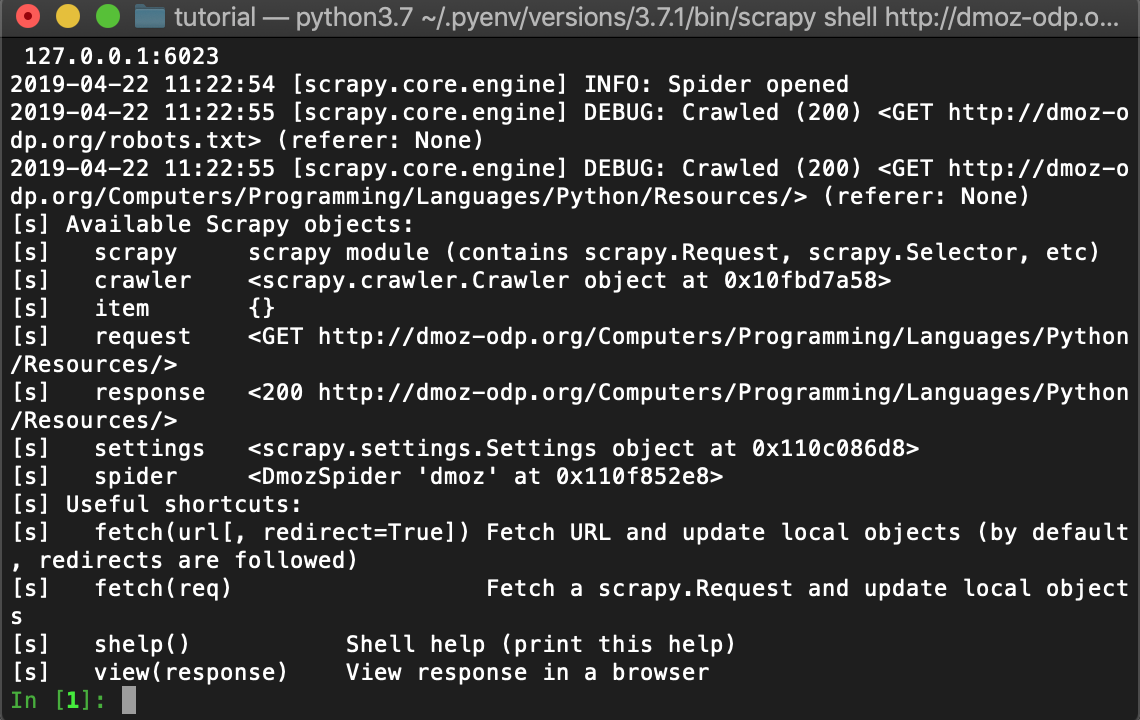 tutorial — python3.7 ~/.pyenv/versions/3.7.1/bin/scrapy shell http://dmoz-odp.o...
127.0.0.1:6023
2019-04-22 11:22:54 [scrapy.core.engine] INFO: Spider opened
2019-04-22 11:22:55 [scrapy.core.engine] DEBUG: Crawled (200) <GET http://dmoz-o
dp.org/robots.txt> (referer: None)
2019-04-22 11:22:55 [scrapy.core.engine] DEBUG: Crawled (200) <GET http://dmoz-o
dp.org/Computers/Programming/Languages/Python/Resources/> (referer: None)
[s] Available Scrapy objects:
[s]   scrapy     scrapy module (contains scrapy.Request, scrapy.Selector, etc)
[s]   crawler    <scrapy.crawler.Crawler object at 0x10fbd7a58>
[s]   item       {}
[s]   request    <GET http://dmoz-odp.org/Computers/Programming/Languages/Python
/Resources/>
[s]   response   <200 http://dmoz-odp.org/Computers/Programming/Languages/Python
/Resources/>
[s]   settings   <scrapy.settings.Settings object at 0x110c086d8>
[s]   spider     <DmozSpider 'dmoz' at 0x110f852e8>
[s] Useful shortcuts:
[s]   fetch(url[, redirect=True]) Fetch URL and update local objects (by default
, redirects are followed)
[s]   fetch(req)                  Fetch a scrapy.Request and update local object
s
[s]   shelp()           Shell help (print this help)
[s]   view(response)    View response in a browser
In [1]: